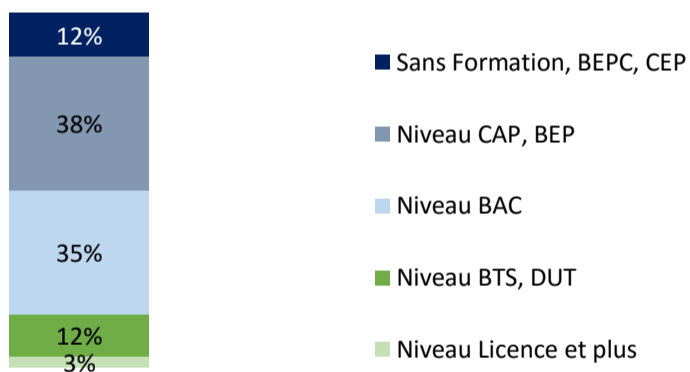 12%
38%
35%
12%
3%
Sans Formation, BEPC, CEP
Niveau CAP, BEP
Niveau BAC
Niveau BTS, DUT
Niveau Licence et plus